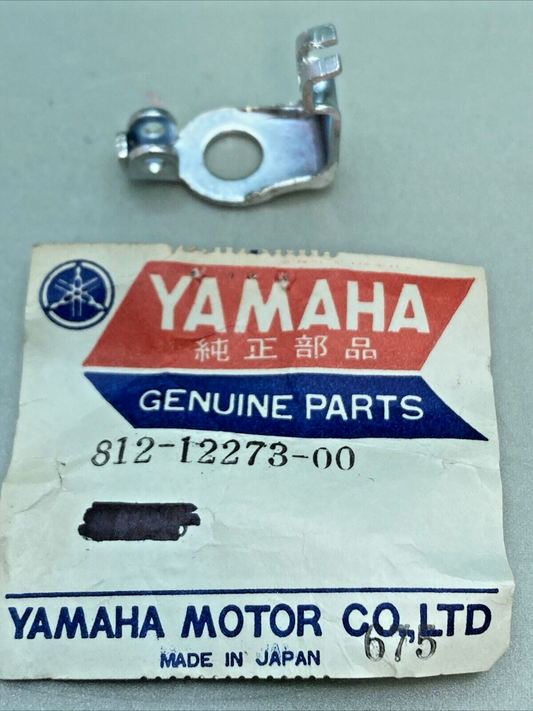 YAMAHA
純正部品
GENUINE PARTS
812-12273-00
YAMAHA MOTOR CO., LTD
675
MADE IN JAPAN